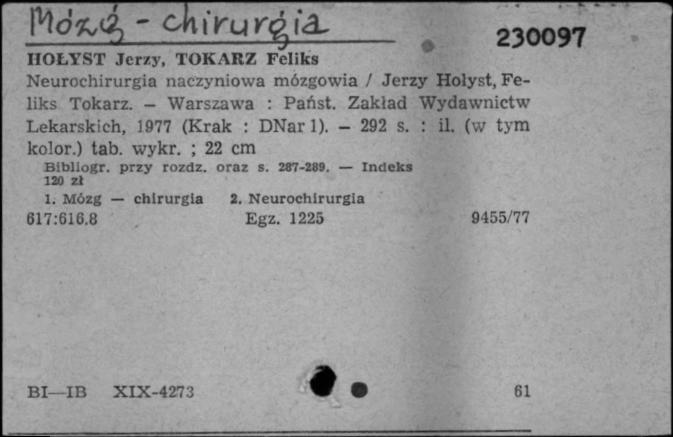 Mózg - chirurgia
230097
HOŁYST Jerzy, TOKARZ Feliks
Neurochirurgia naczyniowa mózgowia / Jerzy Hołyst, Fe-
liks Tokarz. — Warszawa : Państ. Zakład Wydawnictw
Lekarskich, 1977 (Krak : DNar 1). — 292 s. : il. (w tym
kolor.) tab. wykr. ; 22 cm
Bibliogr. przy rozdz. oraz s. 287-289. — Indeks
120 zł
1. Mózg — chirurgia 2. Neurochirurgia
617:616.8 Egz. 1225 9455/77
BI—IB XIX-4273 61